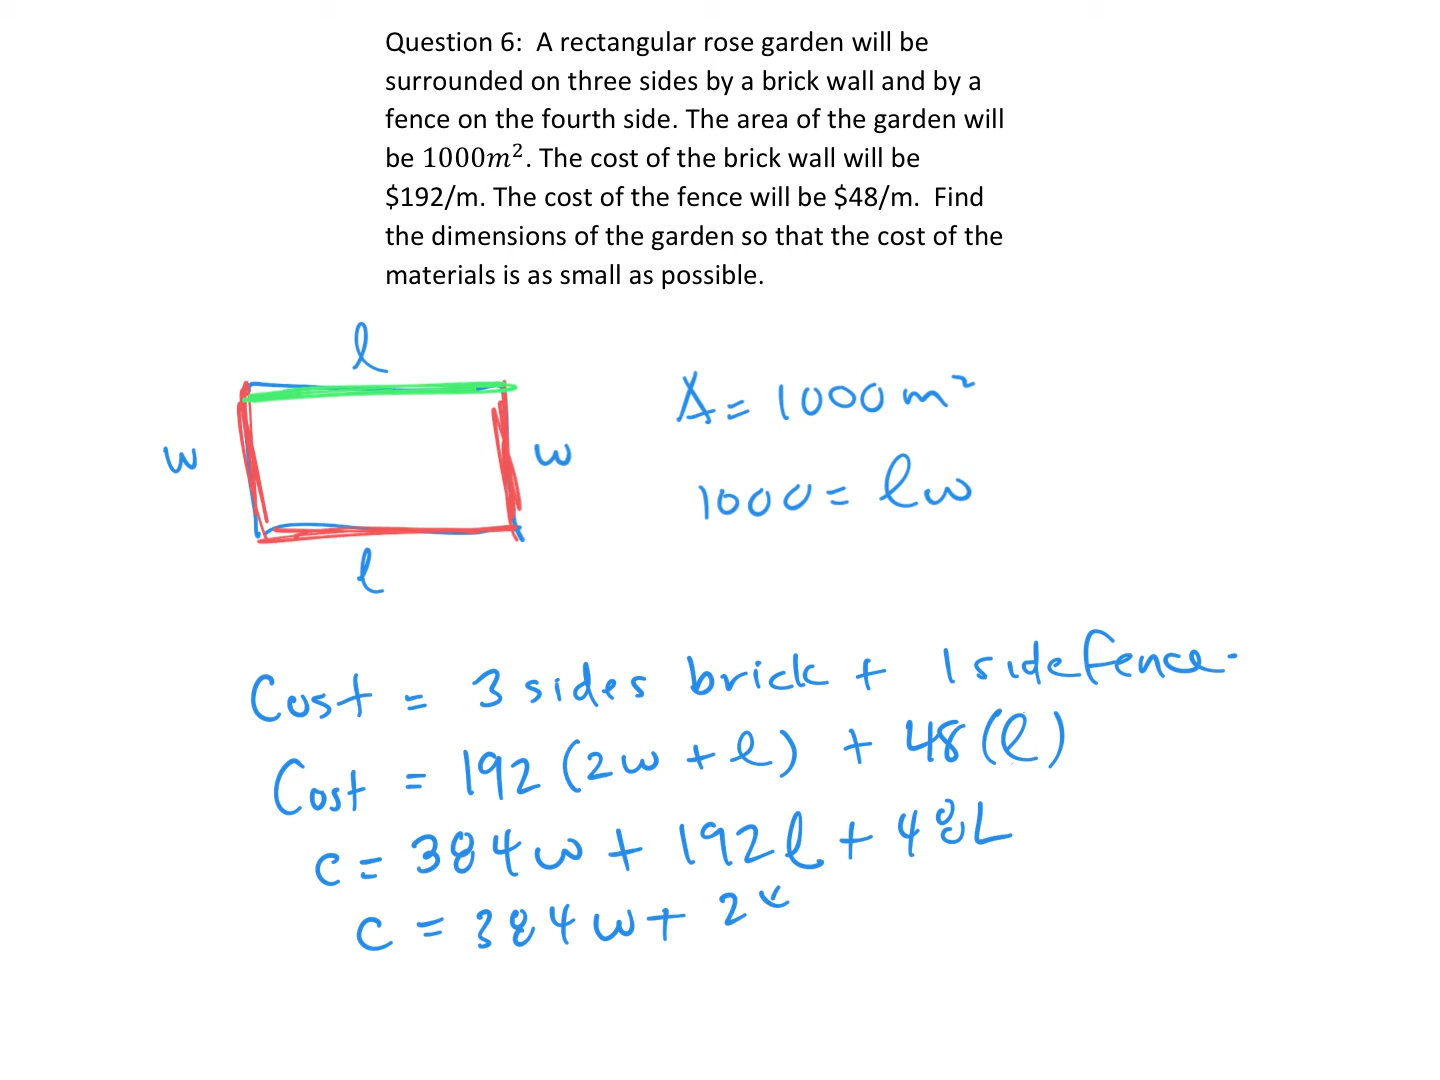 Question 6: A rectangular rose garden will be
surrounded on three sides by a brick wall and by a
fence on the fourth side. The area of the garden will
be 1000m². The cost of the brick wall will be
$192/m. The cost of the fence will be $48/m. Find
the dimensions of the garden so that the cost of the
materials is as small as possible.
l
A = 1000 m²
w
w
1000 = lw
l
Cost = 3 sides brick + 1 side fence.
Cost = 192 (2w + l) + 48 (l)
C = 384w + 192l + 48L
C = 384w + 2